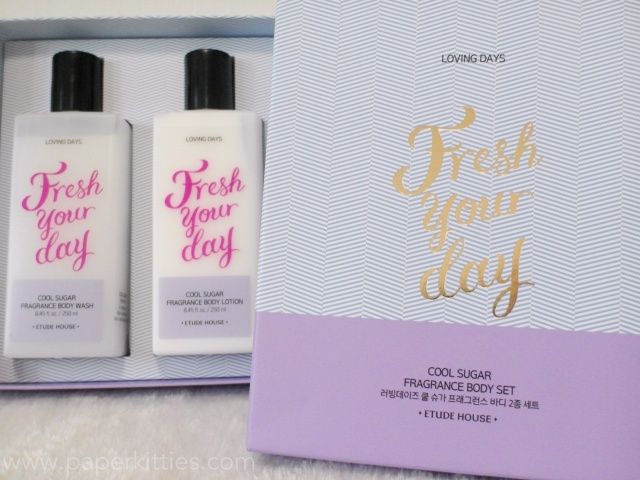 LOVING DAYS
Fresh
your
day
COOL SUGAR
FRAGRANCE BODY WASH
8.45 fl. oz. / 250 ml
• ETUDE HOUSE •
LOVING DAYS
Fresh
your
day
COOL SUGAR
FRAGRANCE BODY LOTION
8.45 fl. oz. / 250 ml
• ETUDE HOUSE •
LOVING DAYS
Fresh
your
day
COOL SUGAR
FRAGRANCE BODY SET
러빙데이즈 쿨 슈가 프래그런스 바디 2종 세트
• ETUDE HOUSE •
www.paperkitties.com